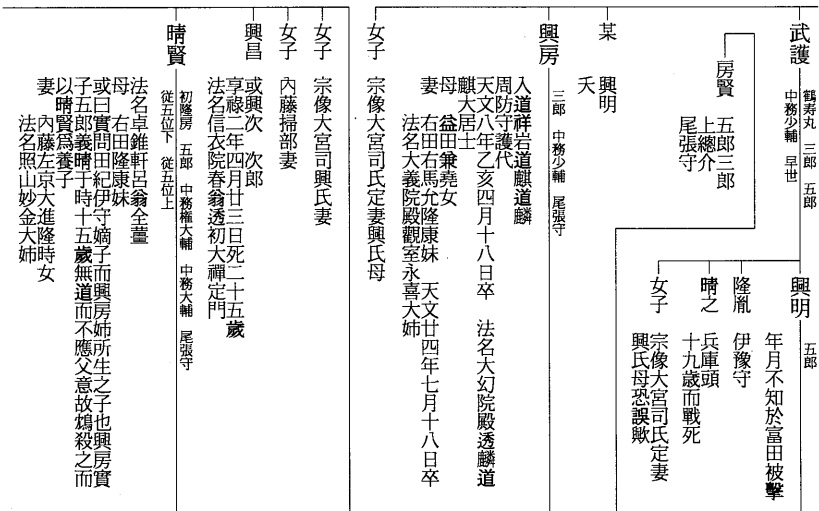 武護
鶴寿丸 三郎 五郎
中務少輔 早世
興明
五郎
年月不知於富田被擊
隆胤 伊豫守
晴之 兵庫頭
十九歲而戰死
女子 宗像大宮司氏定妻
興氏母恐誤歟
房賢 五郎三郎
上總介
尾張守
某 興明
夭
興房
三郎 中務少輔 尾張守
入道祥岩道麒道麟
周防守護代
天文八年乙亥四月十八日卒 法名大幻院殿透麟道
麒大居士
母 益田兼堯女
妻 右田右馬允隆康妹 天文廿四年七月十八日卒
法名大義院殿觀室永喜大姉
女子 宗像大宮司氏定妻興氏母
女子 宗像大宮司興氏妻
女子 內藤掃部妻
興昌 或興次 次郎
享祿二年四月廿三日死二十五歲
法名信衣院春翁透初大禪定門
晴賢
初隆房 五郎 中務權大輔 中務大輔 尾張守
從五位下 從五位上
法名卓錐軒呂翁全薑
母 右田隆康妹
或曰實問田紀伊守嫡子而興房姉所生之子也興房實
子五郎義晴于時十五歲無道而不應父意故鴆殺之而
以晴賢爲養子
妻 內藤左京大進隆時女
法名照山妙金大姉